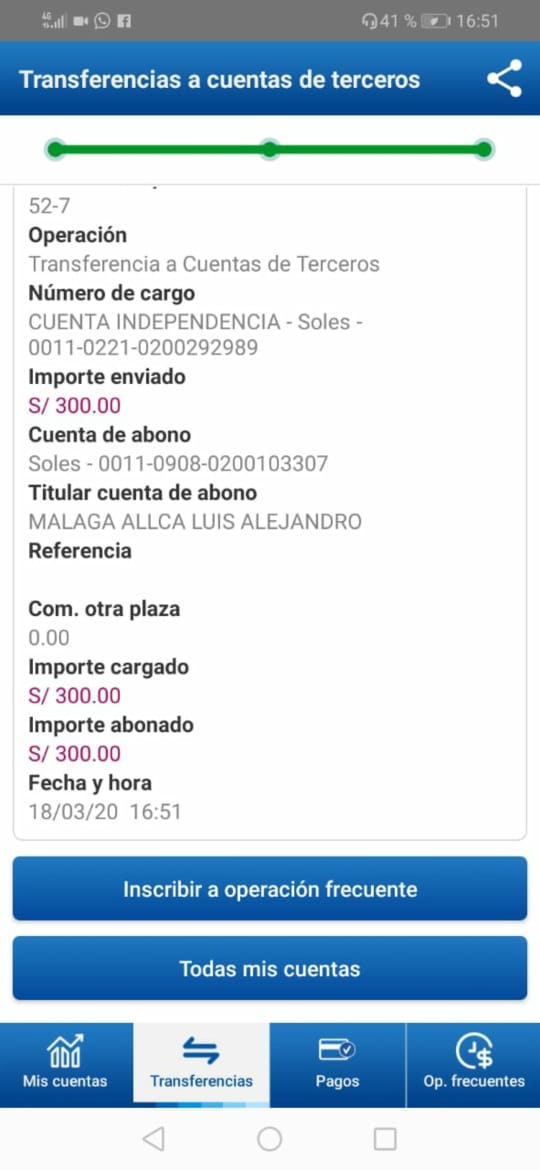 4G
41 % 16:51
Transferencias a cuentas de terceros
52-7
Operación
Transferencia a Cuentas de Terceros
Número de cargo
CUENTA INDEPENDENCIA - Soles -
0011-0221-0200292989
Importe enviado
S/ 300.00
Cuenta de abono
Soles - 0011-0908-0200103307
Titular cuenta de abono
MALAGA ALLCA LUIS ALEJANDRO
Referencia
Com. otra plaza
0.00
Importe cargado
S/ 300.00
Importe abonado
S/ 300.00
Fecha y hora
18/03/20 16:51
Inscribir a operación frecuente
Todas mis cuentas
Mis cuentas Transferencias Pagos Op. frecuentes